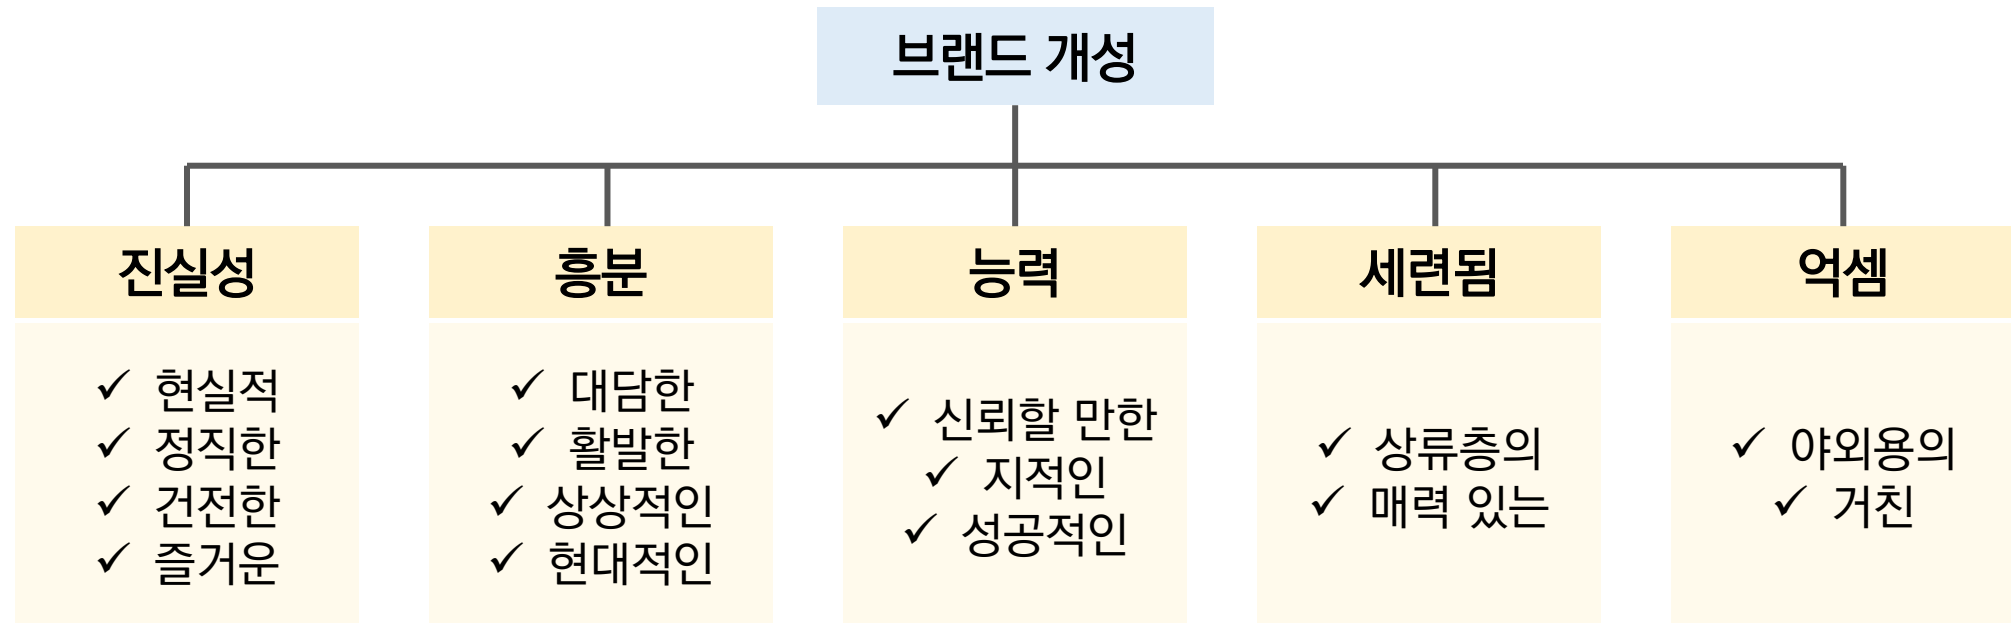 브랜드 개성
진실성
✓ 현실적
✓ 정직한
✓ 건전한
✓ 즐거운
흥분
✓ 대담한
✓ 활발한
✓ 상상적인
✓ 현대적인
능력
✓ 신뢰할 만한
✓ 지적인
✓ 성공적인
세련됨
✓ 상류층의
✓ 매력 있는
억셈
✓ 야외용의
✓ 거친